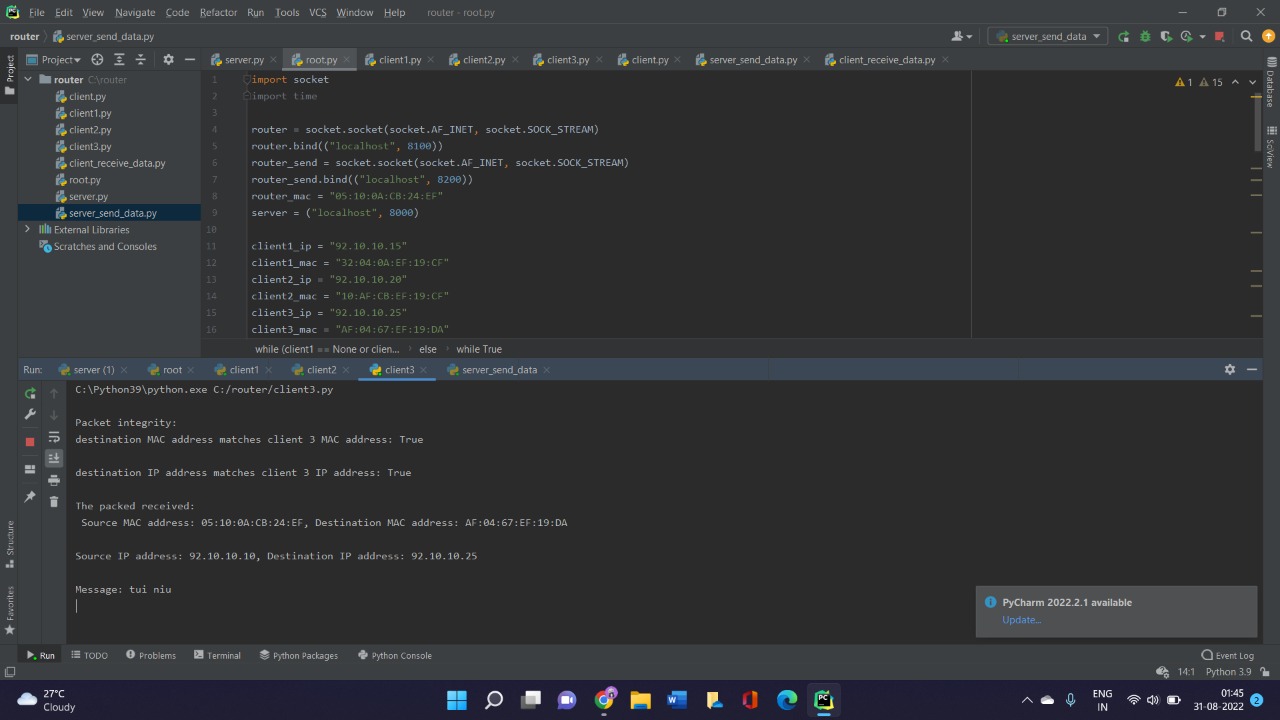 File Edit View Navigate Code Refactor Run Tools VCS Window Help router - root.py
router server_send_data.py server_send_data
Project server.py root.py client1.py client2.py client3.py client.py server_send_data.py client_receive_data.py
Project
router C:\router
client.py
client1.py
client2.py
client3.py
client_receive_data.py
root.py
server.py
server_send_data.py
External Libraries
Scratches and Consoles
1 import socket
2 import time
3
4 router = socket.socket(socket.AF_INET, socket.SOCK_STREAM)
5 router.bind(("localhost", 8100))
6 router_send = socket.socket(socket.AF_INET, socket.SOCK_STREAM)
7 router_send.bind(("localhost", 8200))
8 router_mac = "05:10:0A:CB:24:EF"
9 server = ("localhost", 8000)
10
11 client1_ip = "92.10.10.15"
12 client1_mac = "32:04:0A:EF:19:CF"
13 client2_ip = "92.10.10.20"
14 client2_mac = "10:AF:CB:EF:19:CF"
15 client3_ip = "92.10.10.25"
16 client3_mac = "AF:04:67:EF:19:DA"
1 15
Database
SciView
while (client1 == None or clien... else while True
Run: server (1) root client1 client2 client3 server_send_data
C:\Python39\python.exe C:/router/client3.py
Packet integrity:
destination MAC address matches client 3 MAC address: True
destination IP address matches client 3 IP address: True
The packed received:
Source MAC address: 05:10:0A:CB:24:EF, Destination MAC address: AF:04:67:EF:19:DA
Source IP address: 92.10.10.10, Destination IP address: 92.10.10.25
Message: tui niu
Structure
Favorites
PyCharm 2022.2.1 available
Update...
Run TODO Problems Terminal Python Packages Python Console Event Log
14:1 Python 3.9
27°C
Cloudy
ENG
IN
01:45
31-08-2022
2